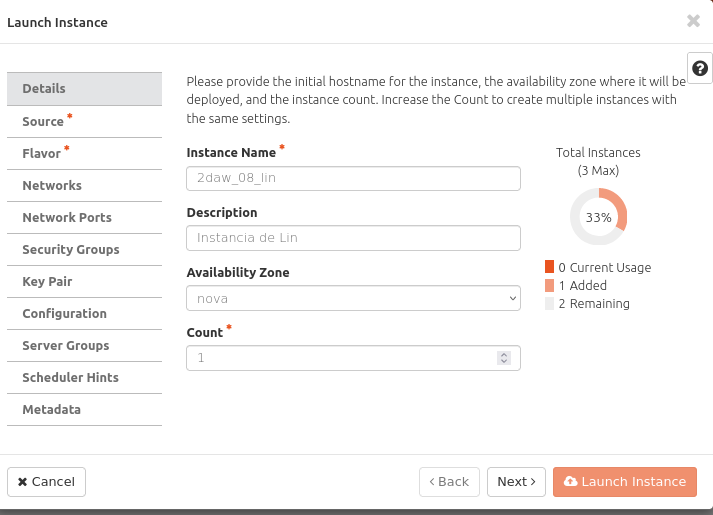 Launch Instance
Details
Source *
Flavor *
Networks
Network Ports
Security Groups
Key Pair
Configuration
Server Groups
Scheduler Hints
Metadata
Please provide the initial hostname for the instance, the availability zone where it will be
deployed, and the instance count. Increase the Count to create multiple instances with
the same settings.
Instance Name *
2daw_08_lin
Description
Instancia de Lin
Availability Zone
nova
Count *
1
Total Instances
(3 Max)
33%
0 Current Usage
1 Added
2 Remaining
Cancel
Back
Next
Launch Instance